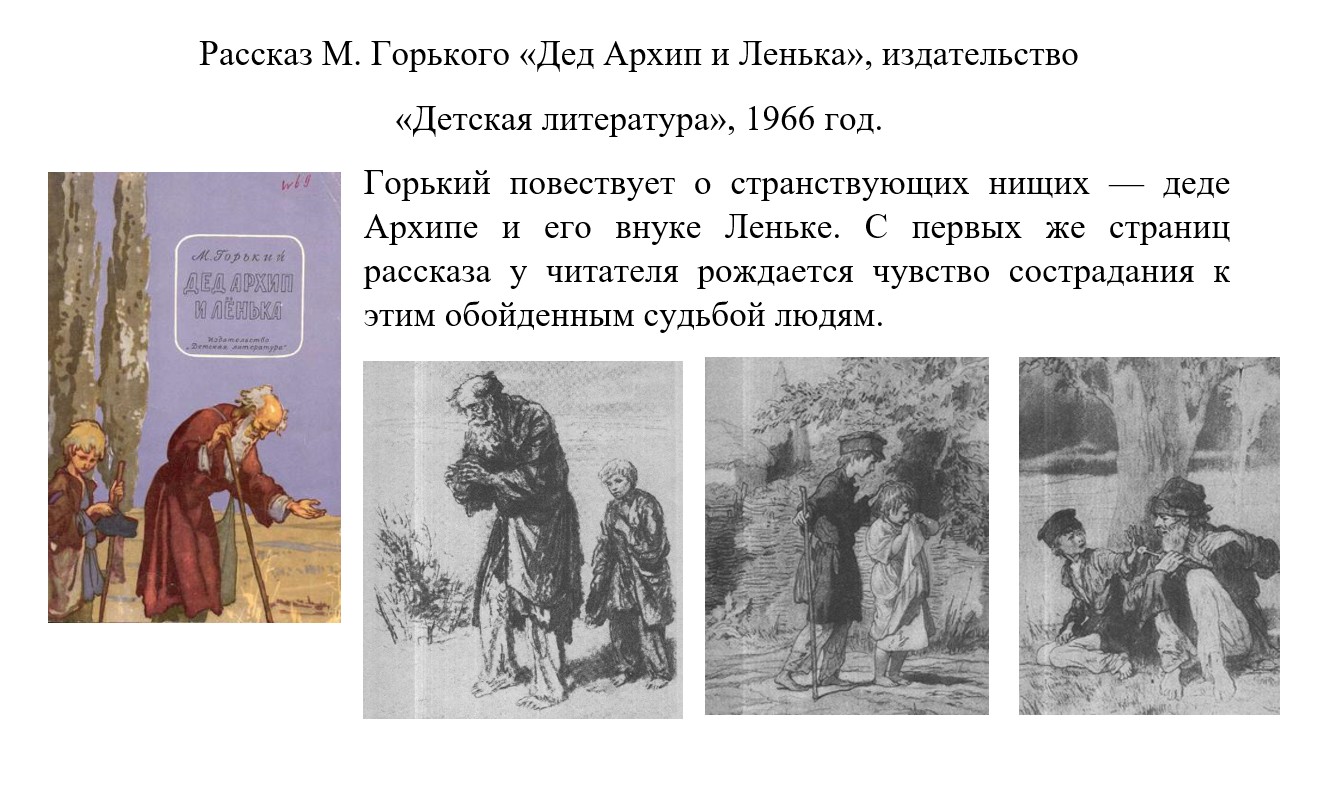 Рассказ М. Горького «Дед Архип и Ленька», издательство
«Детская литература», 1966 год.
Горький повествует о странствующих нищих — деде
Архипе и его внуке Леньке. С первых же страниц
рассказа у читателя рождается чувство сострадания к
этим обойденным судьбой людям.
М. Горький
ДЕД АРХИП
И ЛЁНЬКА
Издательство
„Детская литература“